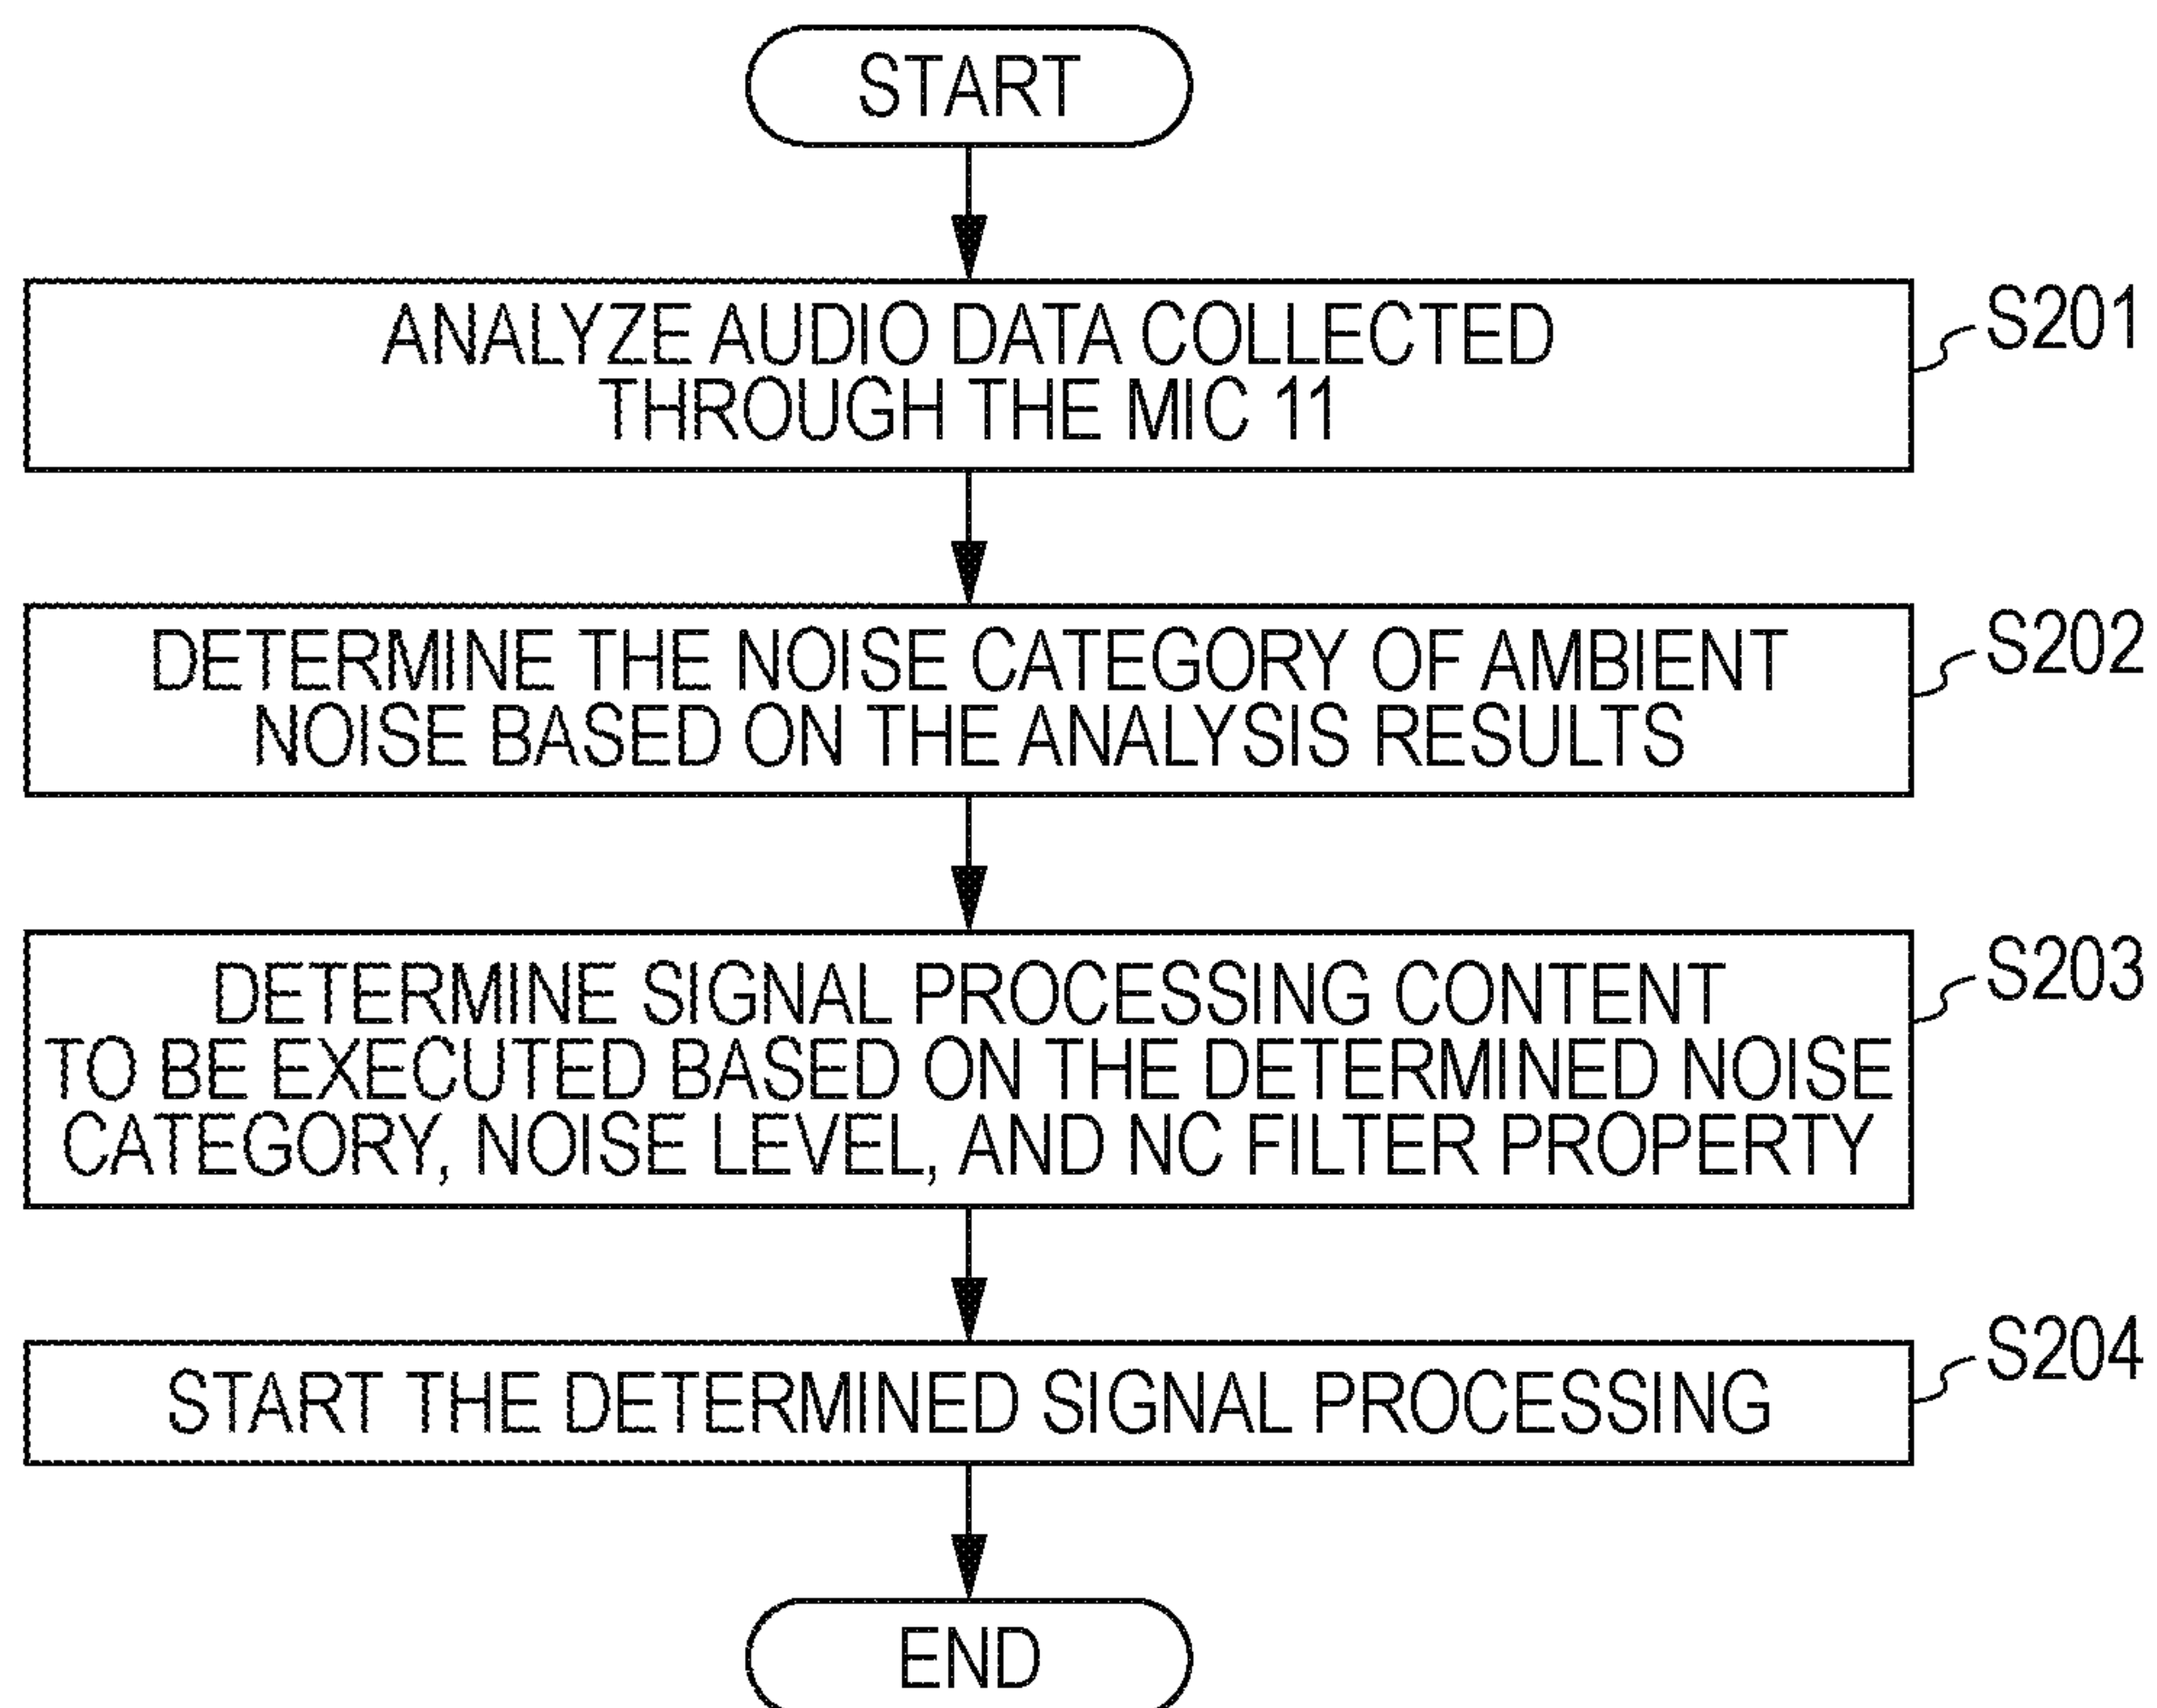 START
ANALYZE AUDIO DATA COLLECTED
THROUGH THE MIC 11
S201
DETERMINE THE NOISE CATEGORY OF AMBIENT
NOISE BASED ON THE ANALYSIS RESULTS
S202
DETERMINE SIGNAL PROCESSING CONTENT
TO BE EXECUTED BASED ON THE DETERMINED NOISE
CATEGORY, NOISE LEVEL, AND NC FILTER PROPERTY
S203
START THE DETERMINED SIGNAL PROCESSING
S204
END